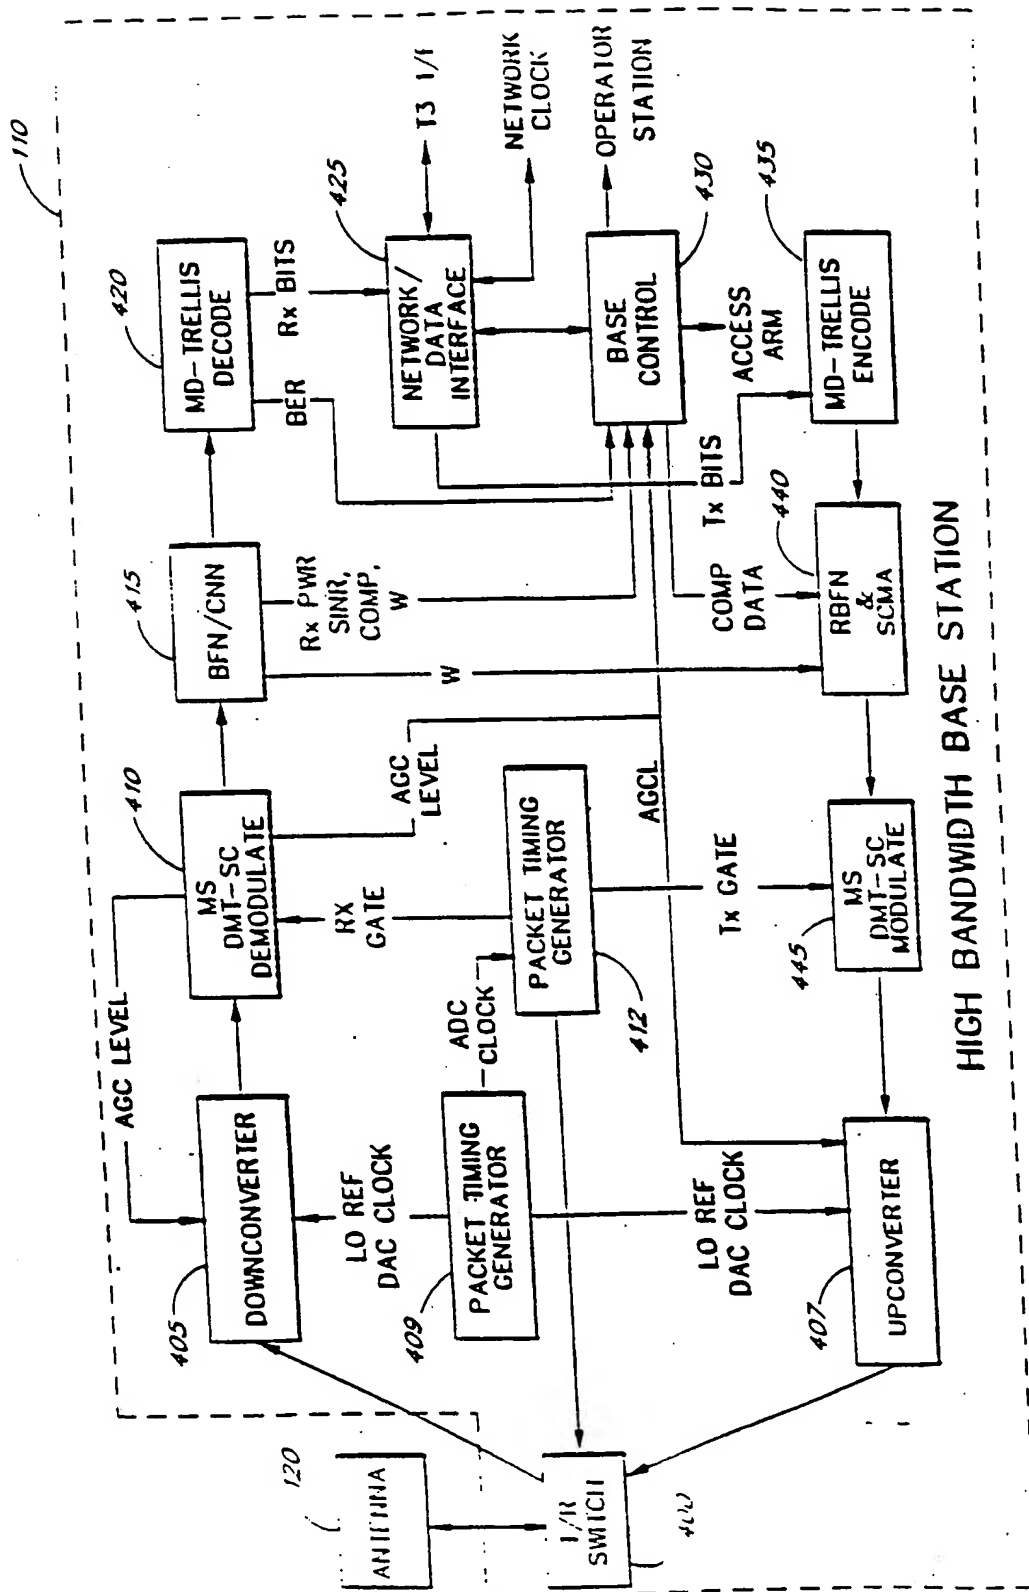 110
120
ANTENNA
T/R
SWITCH
400
405
DOWNCONVERTER
AGC LEVEL
410
MS
DMT-SC
DEMODULATE
415
BFN/CNN
420
MD-TRELLIS
DECODE
LO REF
DAC CLOCK
409
PACKET TIMING
GENERATOR
ADC
CLOCK
RX
GATE
PACKET TIMING
GENERATOR
412
AGC
LEVEL
AGCL
W
Rx PWR
SINR,
COMP,
W
BER
Rx BITS
425
NETWORK/
DATA
INTERFACE
T3 I/f
NETWORK
CLOCK
BASE
CONTROL
430
OPERATOR
STATION
ACCESS
ARM
Tx BITS
COMP
DATA
LO REF
DAC CLOCK
Tx GATE
407
UPCONVERTER
445
MS
DMT-SC
MODULATE
440
RBFN
&
SCMA
435
MD-TRELLIS
ENCODE
HIGH BANDWIDTH BASE STATION